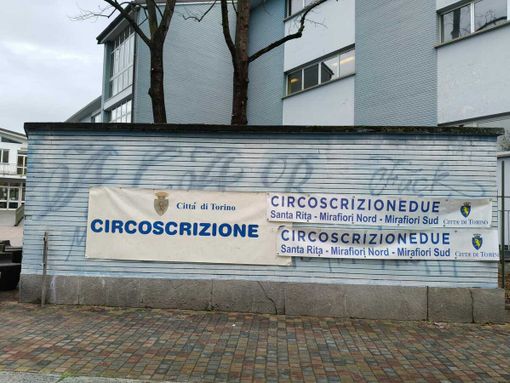 Città di Torino
CIRCOSCRIZIONE
CIRCOSCRIZIONEDUE
Santa Rita - Mirafiori Nord - Mirafiori Sud
CITTÀ DI TORINO
CIRCOSCRIZIONEDUE
Santa Rita - Mirafiori Nord - Mirafiori Sud
CITTÀ DI TORINO